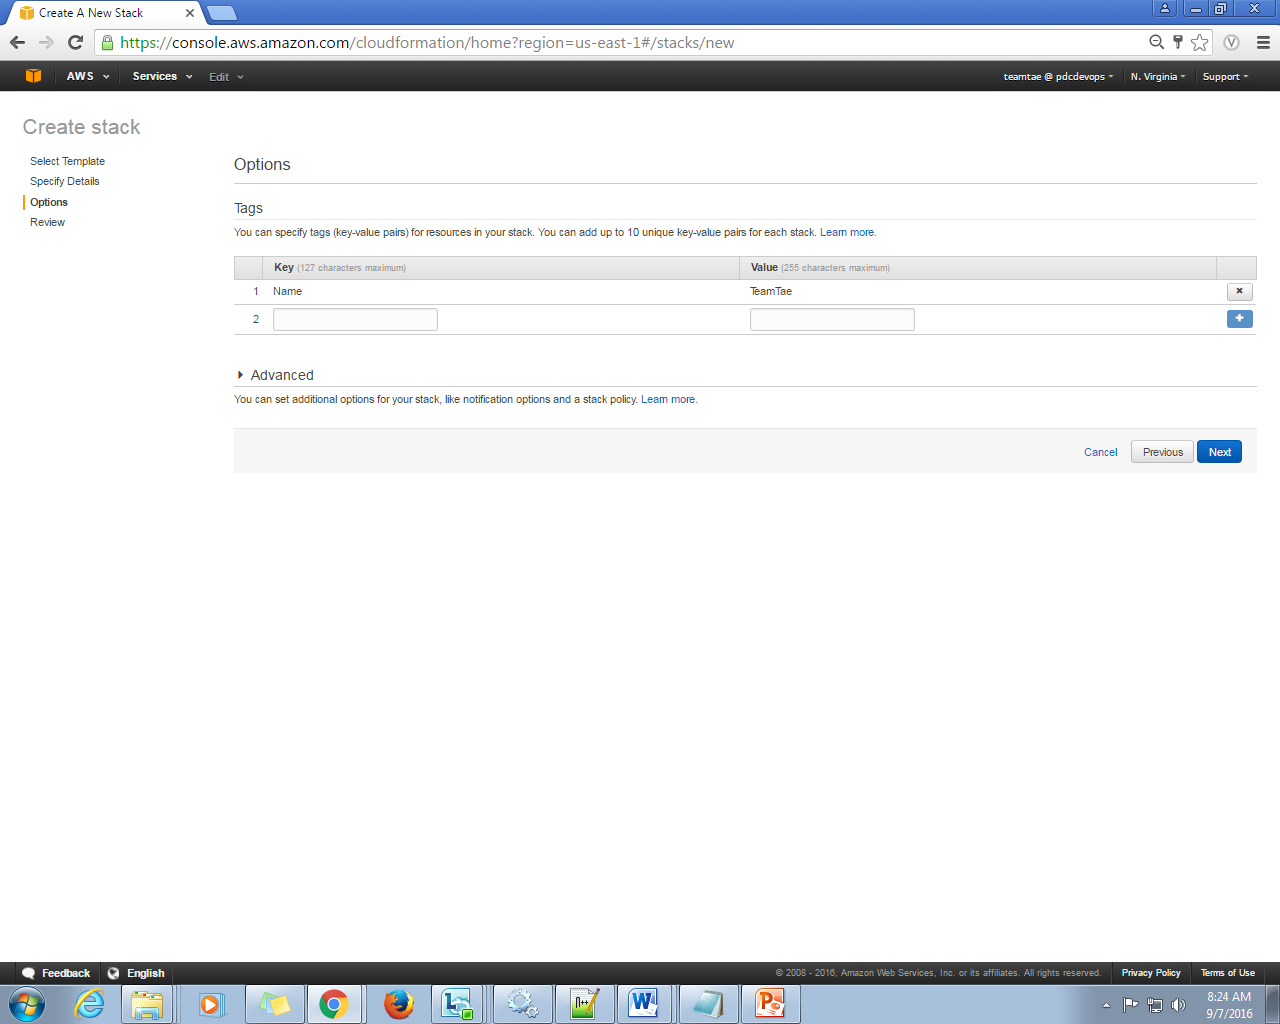 Create A New Stack
https://console.aws.amazon.com/cloudformation/home?region=us-east-1#/stacks/new
AWS Services Edit teamtae @ pdcdevops N. Virginia Support
Create stack
Select Template
Specify Details
Options
Review
Options
Tags
You can specify tags (key-value pairs) for resources in your stack. You can add up to 10 unique key-value pairs for each stack. Learn more.
Key (127 characters maximum) Value (255 characters maximum)
1 Name TeamTae
2
Advanced
You can set additional options for your stack, like notification options and a stack policy. Learn more.
Cancel Previous Next
Feedback English © 2008 - 2016, Amazon Web Services, Inc. or its affiliates. All rights reserved. Privacy Policy Terms of Use
8:24 AM
9/7/2016